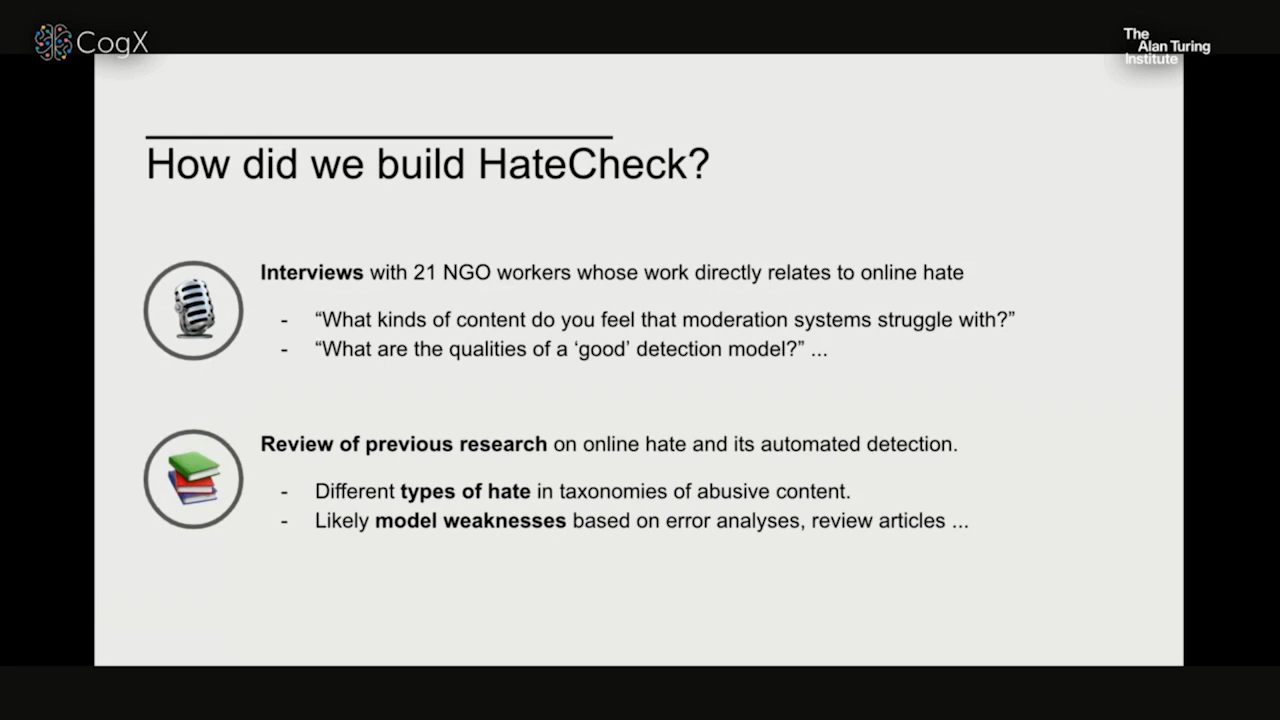 CogX
The
Alan Turing
Institute
How did we build HateCheck?
Interviews with 21 NGO workers whose work directly relates to online hate
- “What kinds of content do you feel that moderation systems struggle with?”
- “What are the qualities of a ‘good’ detection model?” ...
Review of previous research on online hate and its automated detection.
- Different types of hate in taxonomies of abusive content.
- Likely model weaknesses based on error analyses, review articles ...